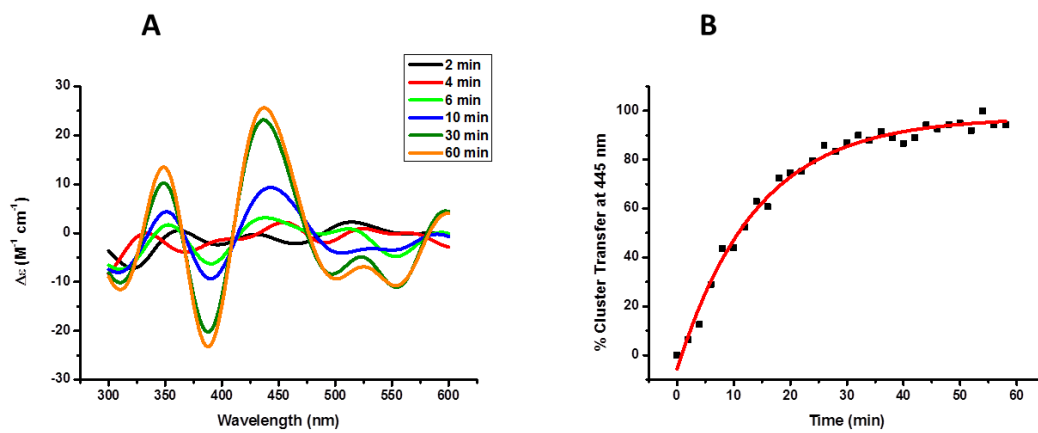 A
B
2 min
4 min
6 min
10 min
30 min
60 min
30
20
10
0
-10
-20
-30
Δε (M⁻¹ cm⁻¹)
300 350 400 450 500 550 600
Wavelength (nm)
100
80
60
40
20
0
% Cluster Transfer at 445 nm
0 10 20 30 40 50 60
Time (min)